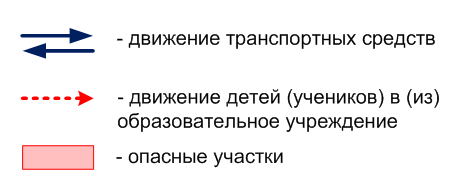 - движение транспортных средств
- движение детей (учеников) в (из)
образовательное учреждение
- опасные участки